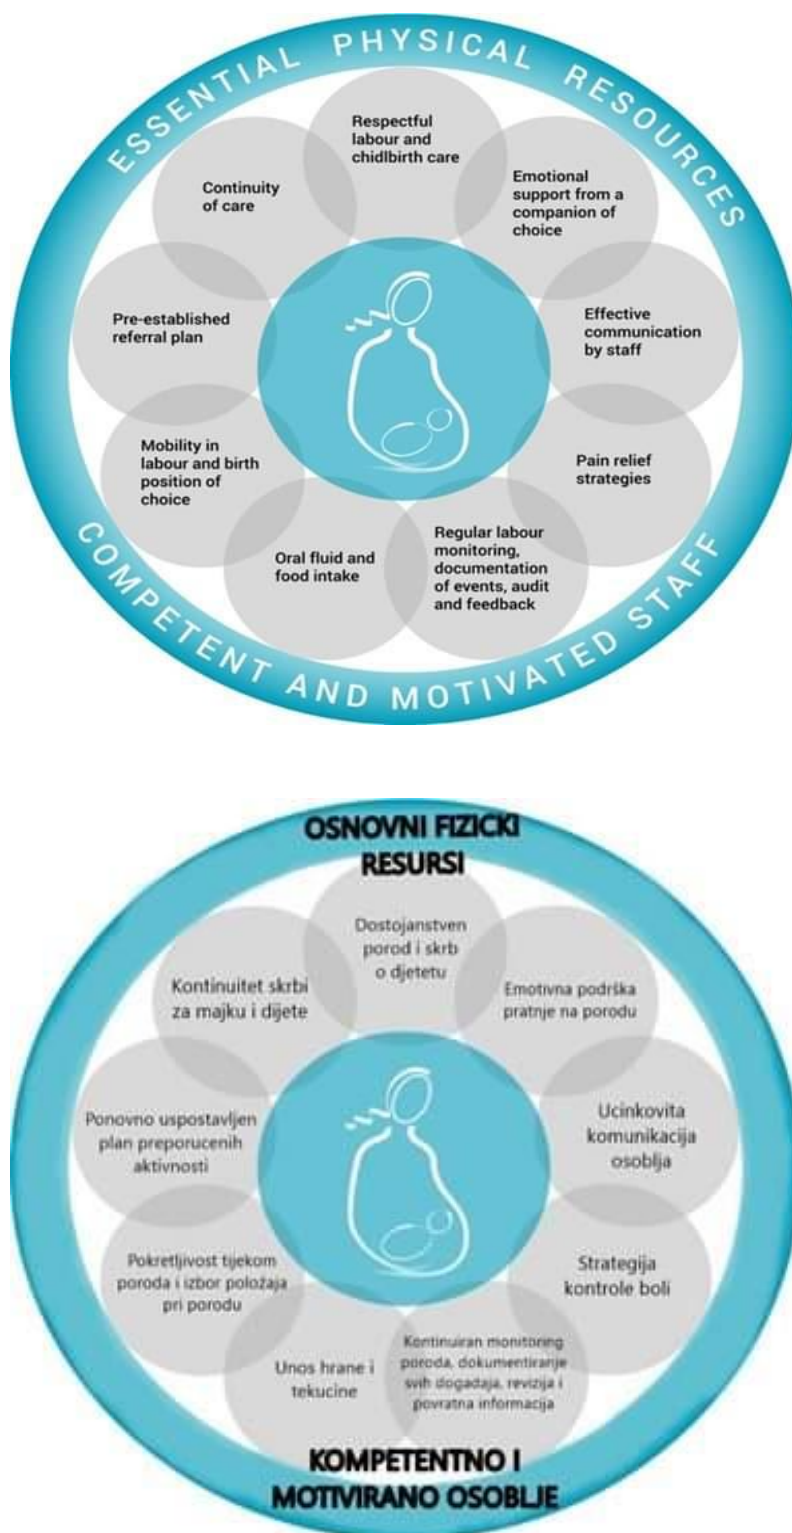 ESSENTIAL PHYSICAL RESOURCES
Respectful
labour and
chidlbirth care
Emotional
support from a
companion of
choice
Effective
communication
by staff
Pain relief
strategies
Regular labour
monitoring,
documentation
of events, audit
and feedback
Oral fluid and
food intake
Mobility in
labour and birth
position of
choice
Pre-established
referral plan
Continuity
of care
COMPETENT AND MOTIVATED STAFF
OSNOVNI FIZICKI
RESURSI
Dostojanstven
porod i skrb
o djetetu
Emotivna podrška
pratnje na porodu
Ucinkovita
komunikacija
osoblja
Strategija
kontrole boli
Kontinuiran monitoring
poroda, dokumentiranje
svih dogadaja, revizija i
povratna informacija
Unos hrane i
tekucine
Pokretljivost tijekom
poroda i izbor položaja
pri porodu
Ponovno uspostavljen
plan preporucenih
aktivnosti
Kontinuitet skrbi
za majku i dijete
KOMPETENTNO I
MOTIVIRANO OSOBLJE